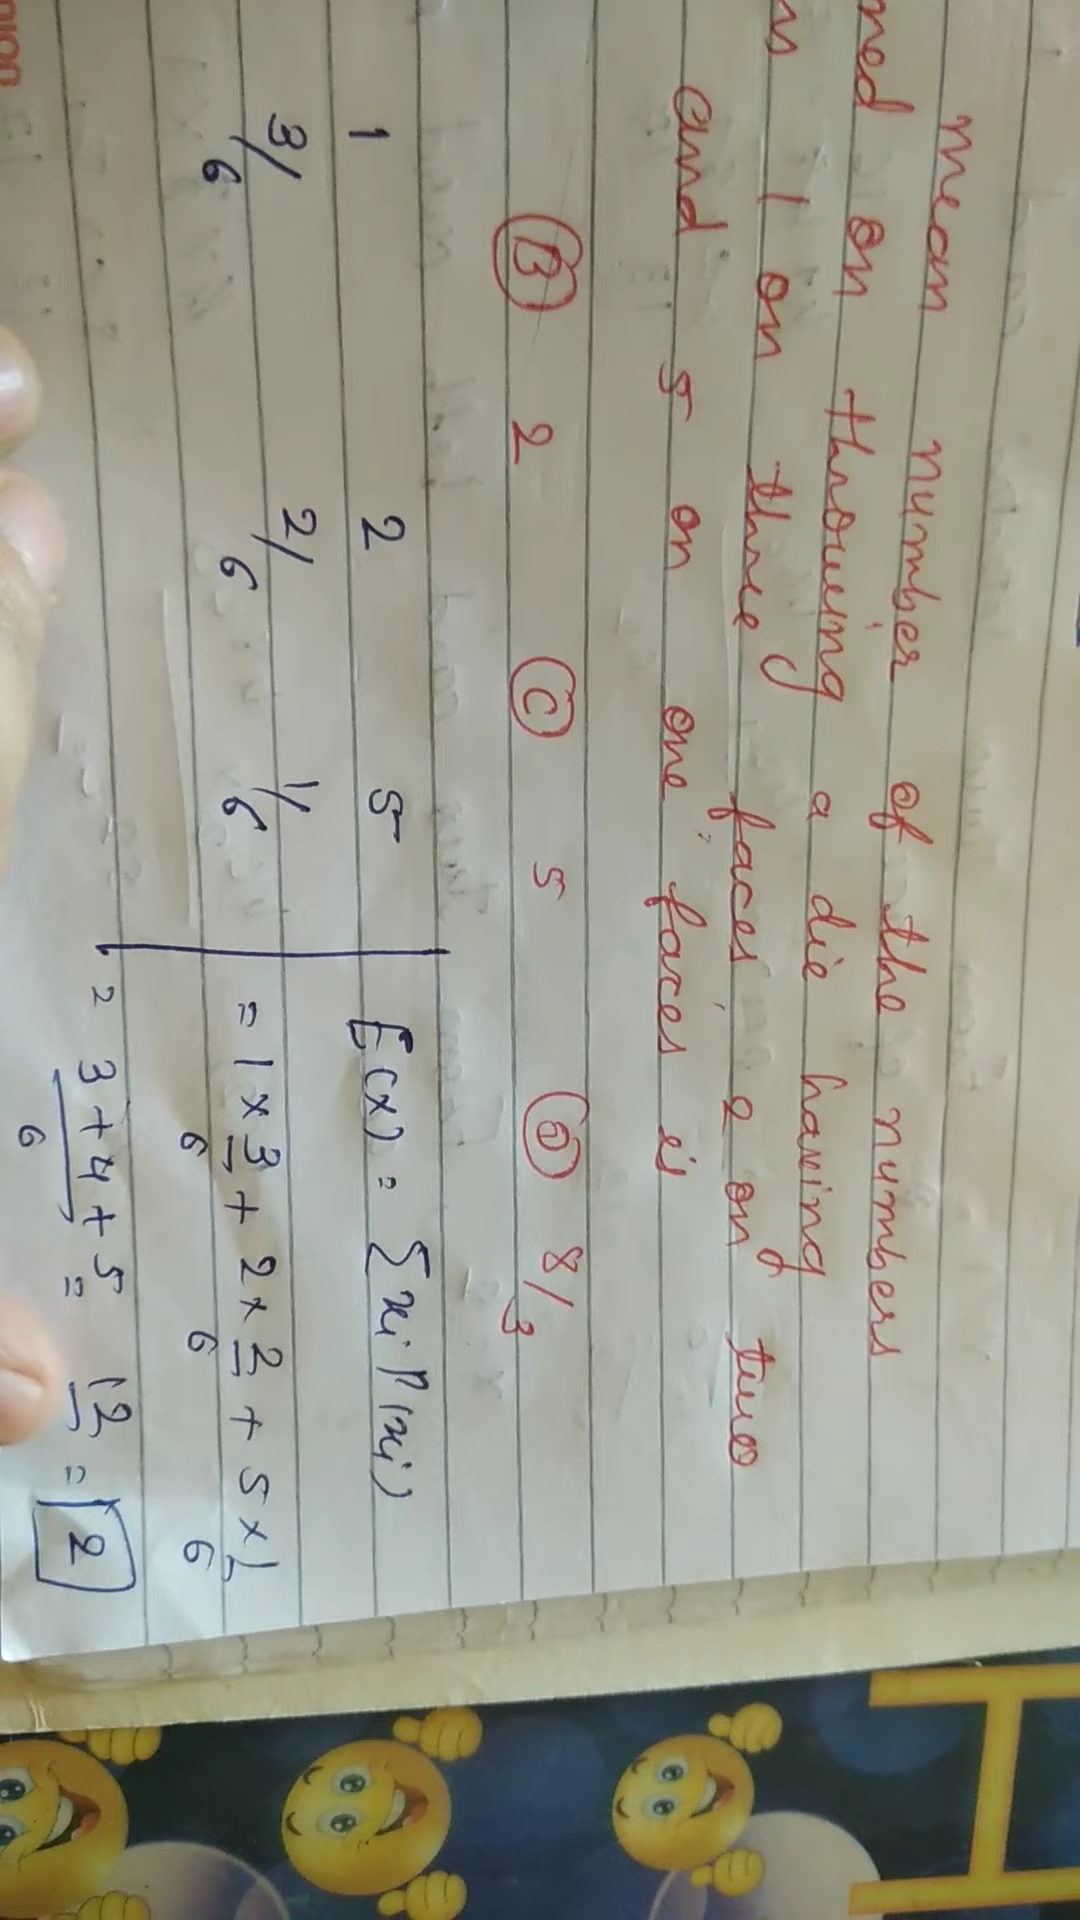 mean number of the numbers
ned on throwing a die having
ns 1 on three faces 2 on two
and 5 on one faces is
(B) 2 (C) 5 (D) 8/3
1 2 5 E(x) = Σ xi P(xi)
3/6 2/6 1/6 = 1 × 3/6 + 2 × 2/6 + 5 × 1/6
= 3+4+5/6 = 12/6 = 2
H